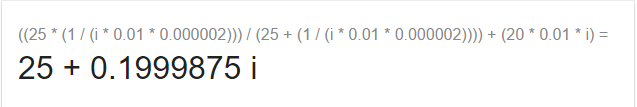 ((25 * (1 / (i * 0.01 * 0.000002))) / (25 + (1 / (i * 0.01 * 0.000002)))) + (20 * 0.01 * i) =
25 + 0.1999875 i